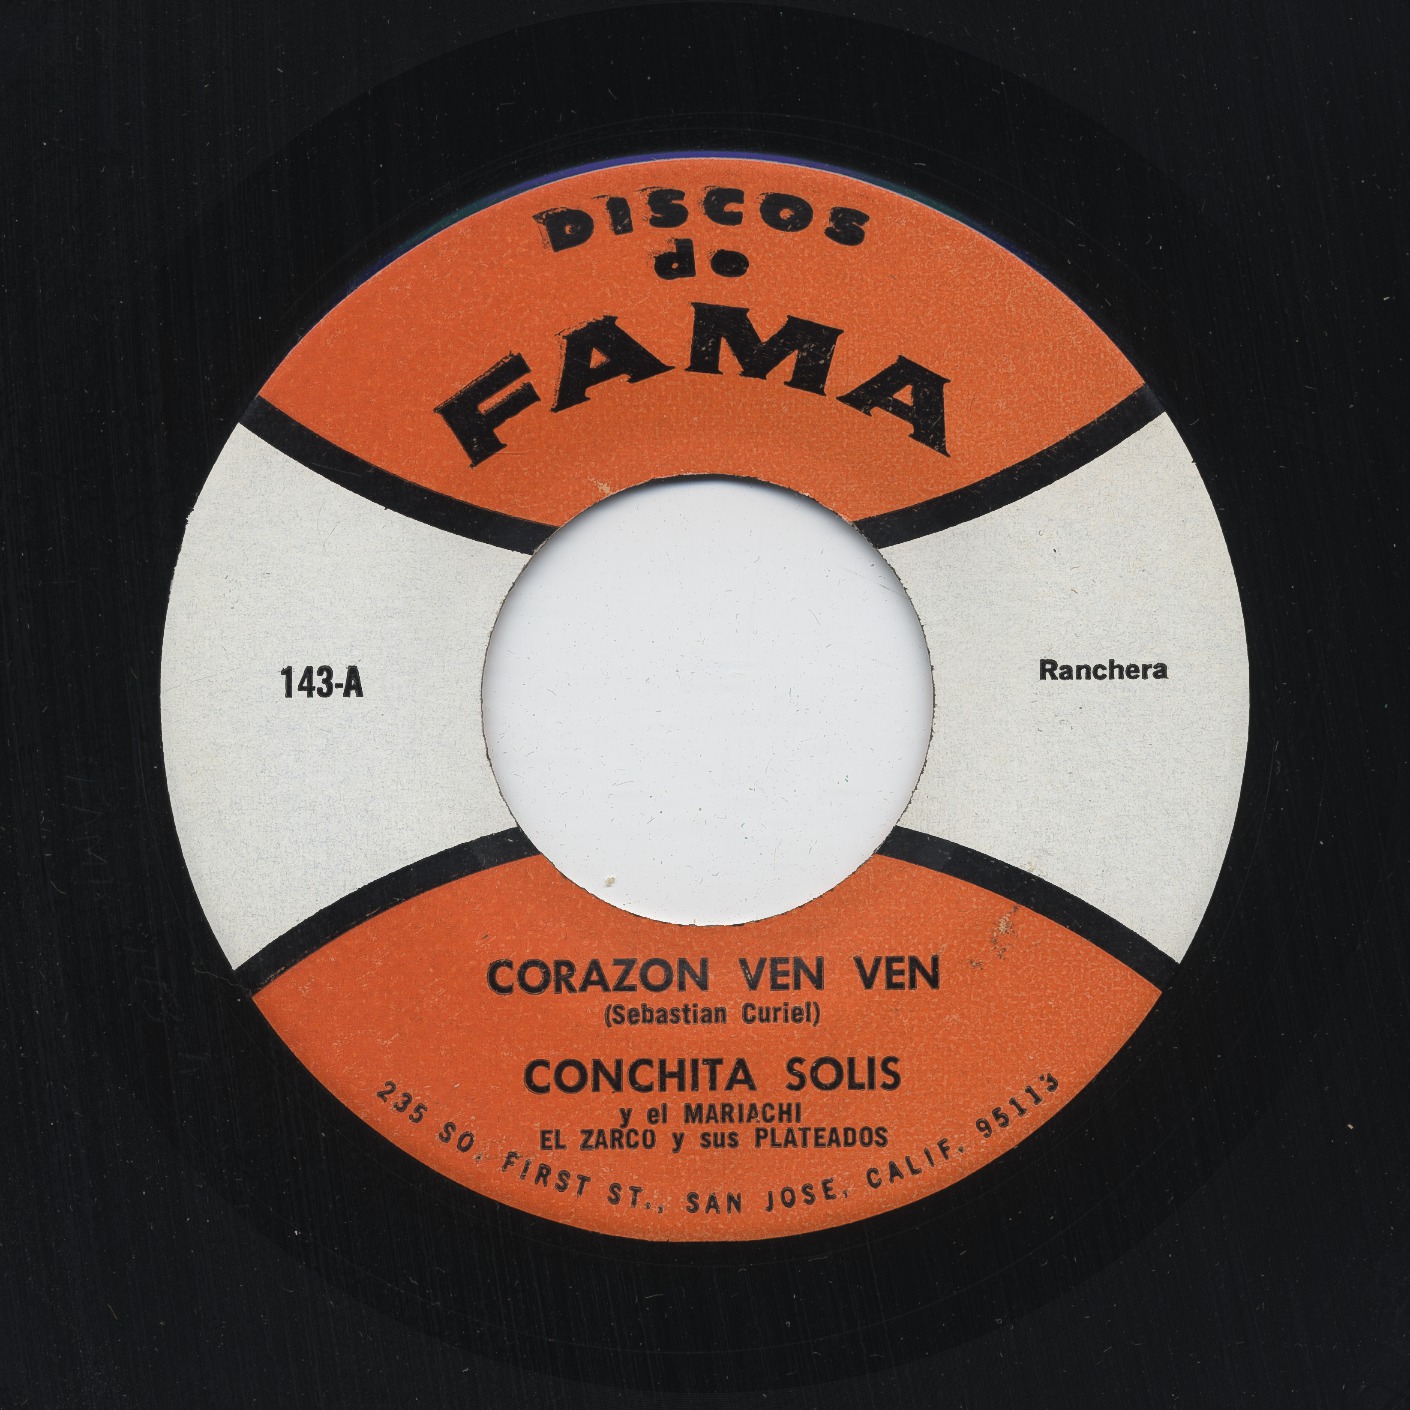 DISCOS
de
FAMA
143-A
Ranchera
CORAZON VEN VEN
(Sebastian Curiel)
CONCHITA SOLIS
y el MARIACHI
EL ZARCO y sus PLATEADOS
235 SO. FIRST ST., SAN JOSE, CALIF. 95113